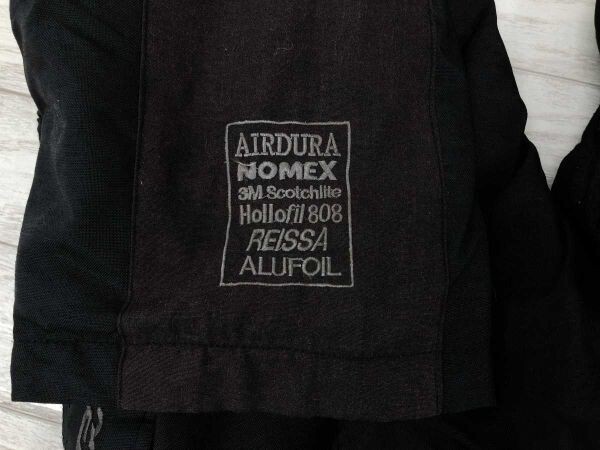 AIRDURA
NOMEX
3M Scotchlite
Hollofil 808
REISSA
ALUFOIL